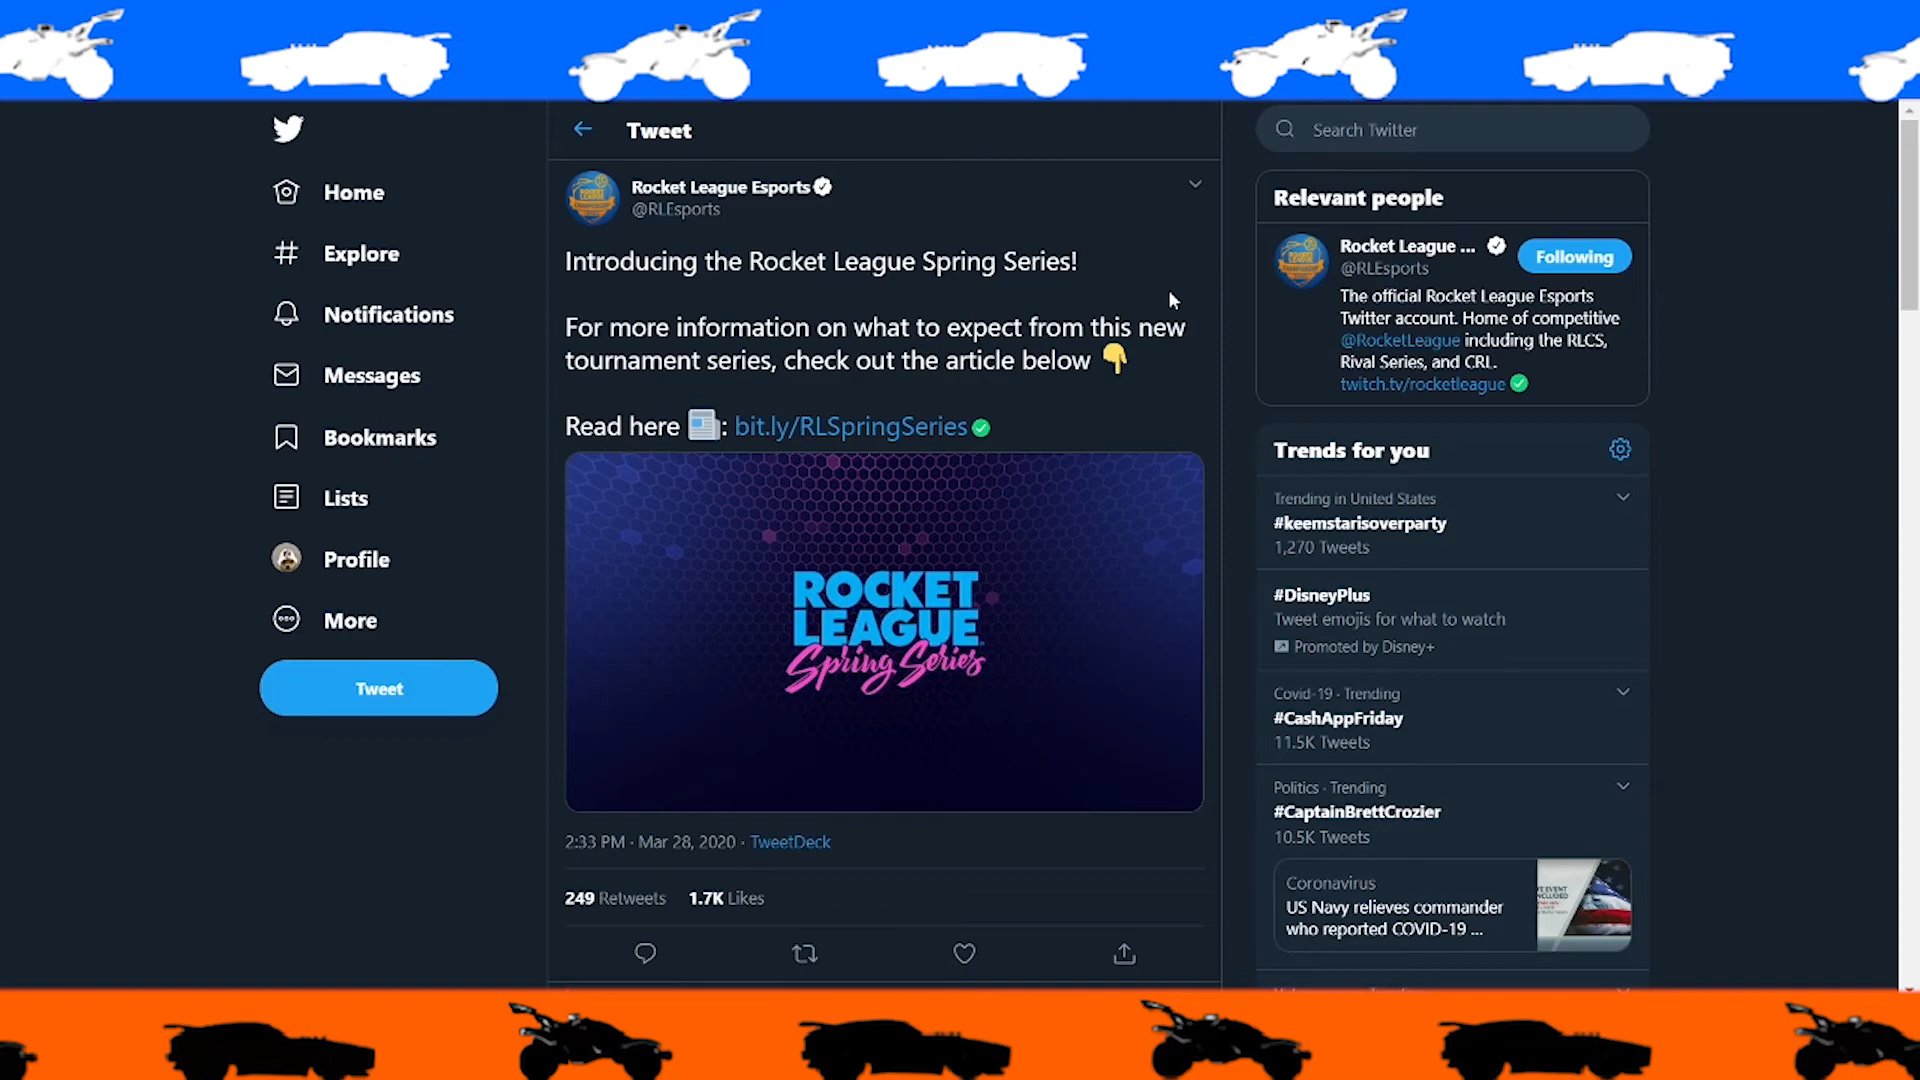 Home
Explore
Notifications
Messages
Bookmarks
Lists
Profile
More
Tweet
Tweet
Rocket League Esports
@RLEsports
Introducing the Rocket League Spring Series!
For more information on what to expect from this new
tournament series, check out the article below 👇
Read here 📰: bit.ly/RLSpringSeries
ROCKET
LEAGUE
Spring Series
2:33 PM · Mar 28, 2020 · TweetDeck
249 Retweets 1.7K Likes
Search Twitter
Relevant people
Rocket League ...
@RLEsports
Following
The official Rocket League Esports
Twitter account. Home of competitive
@RocketLeague including the RLCS,
Rival Series, and CRL.
twitch.tv/rocketleague
Trends for you
Trending in United States
#keemstarisoverparty
1,270 Tweets
#DisneyPlus
Tweet emojis for what to watch
Promoted by Disney+
Covid-19 · Trending
#CashAppFriday
11.5K Tweets
Politics · Trending
#CaptainBrettCrozier
10.5K Tweets
Coronavirus
US Navy relieves commander
who reported COVID-19 ...